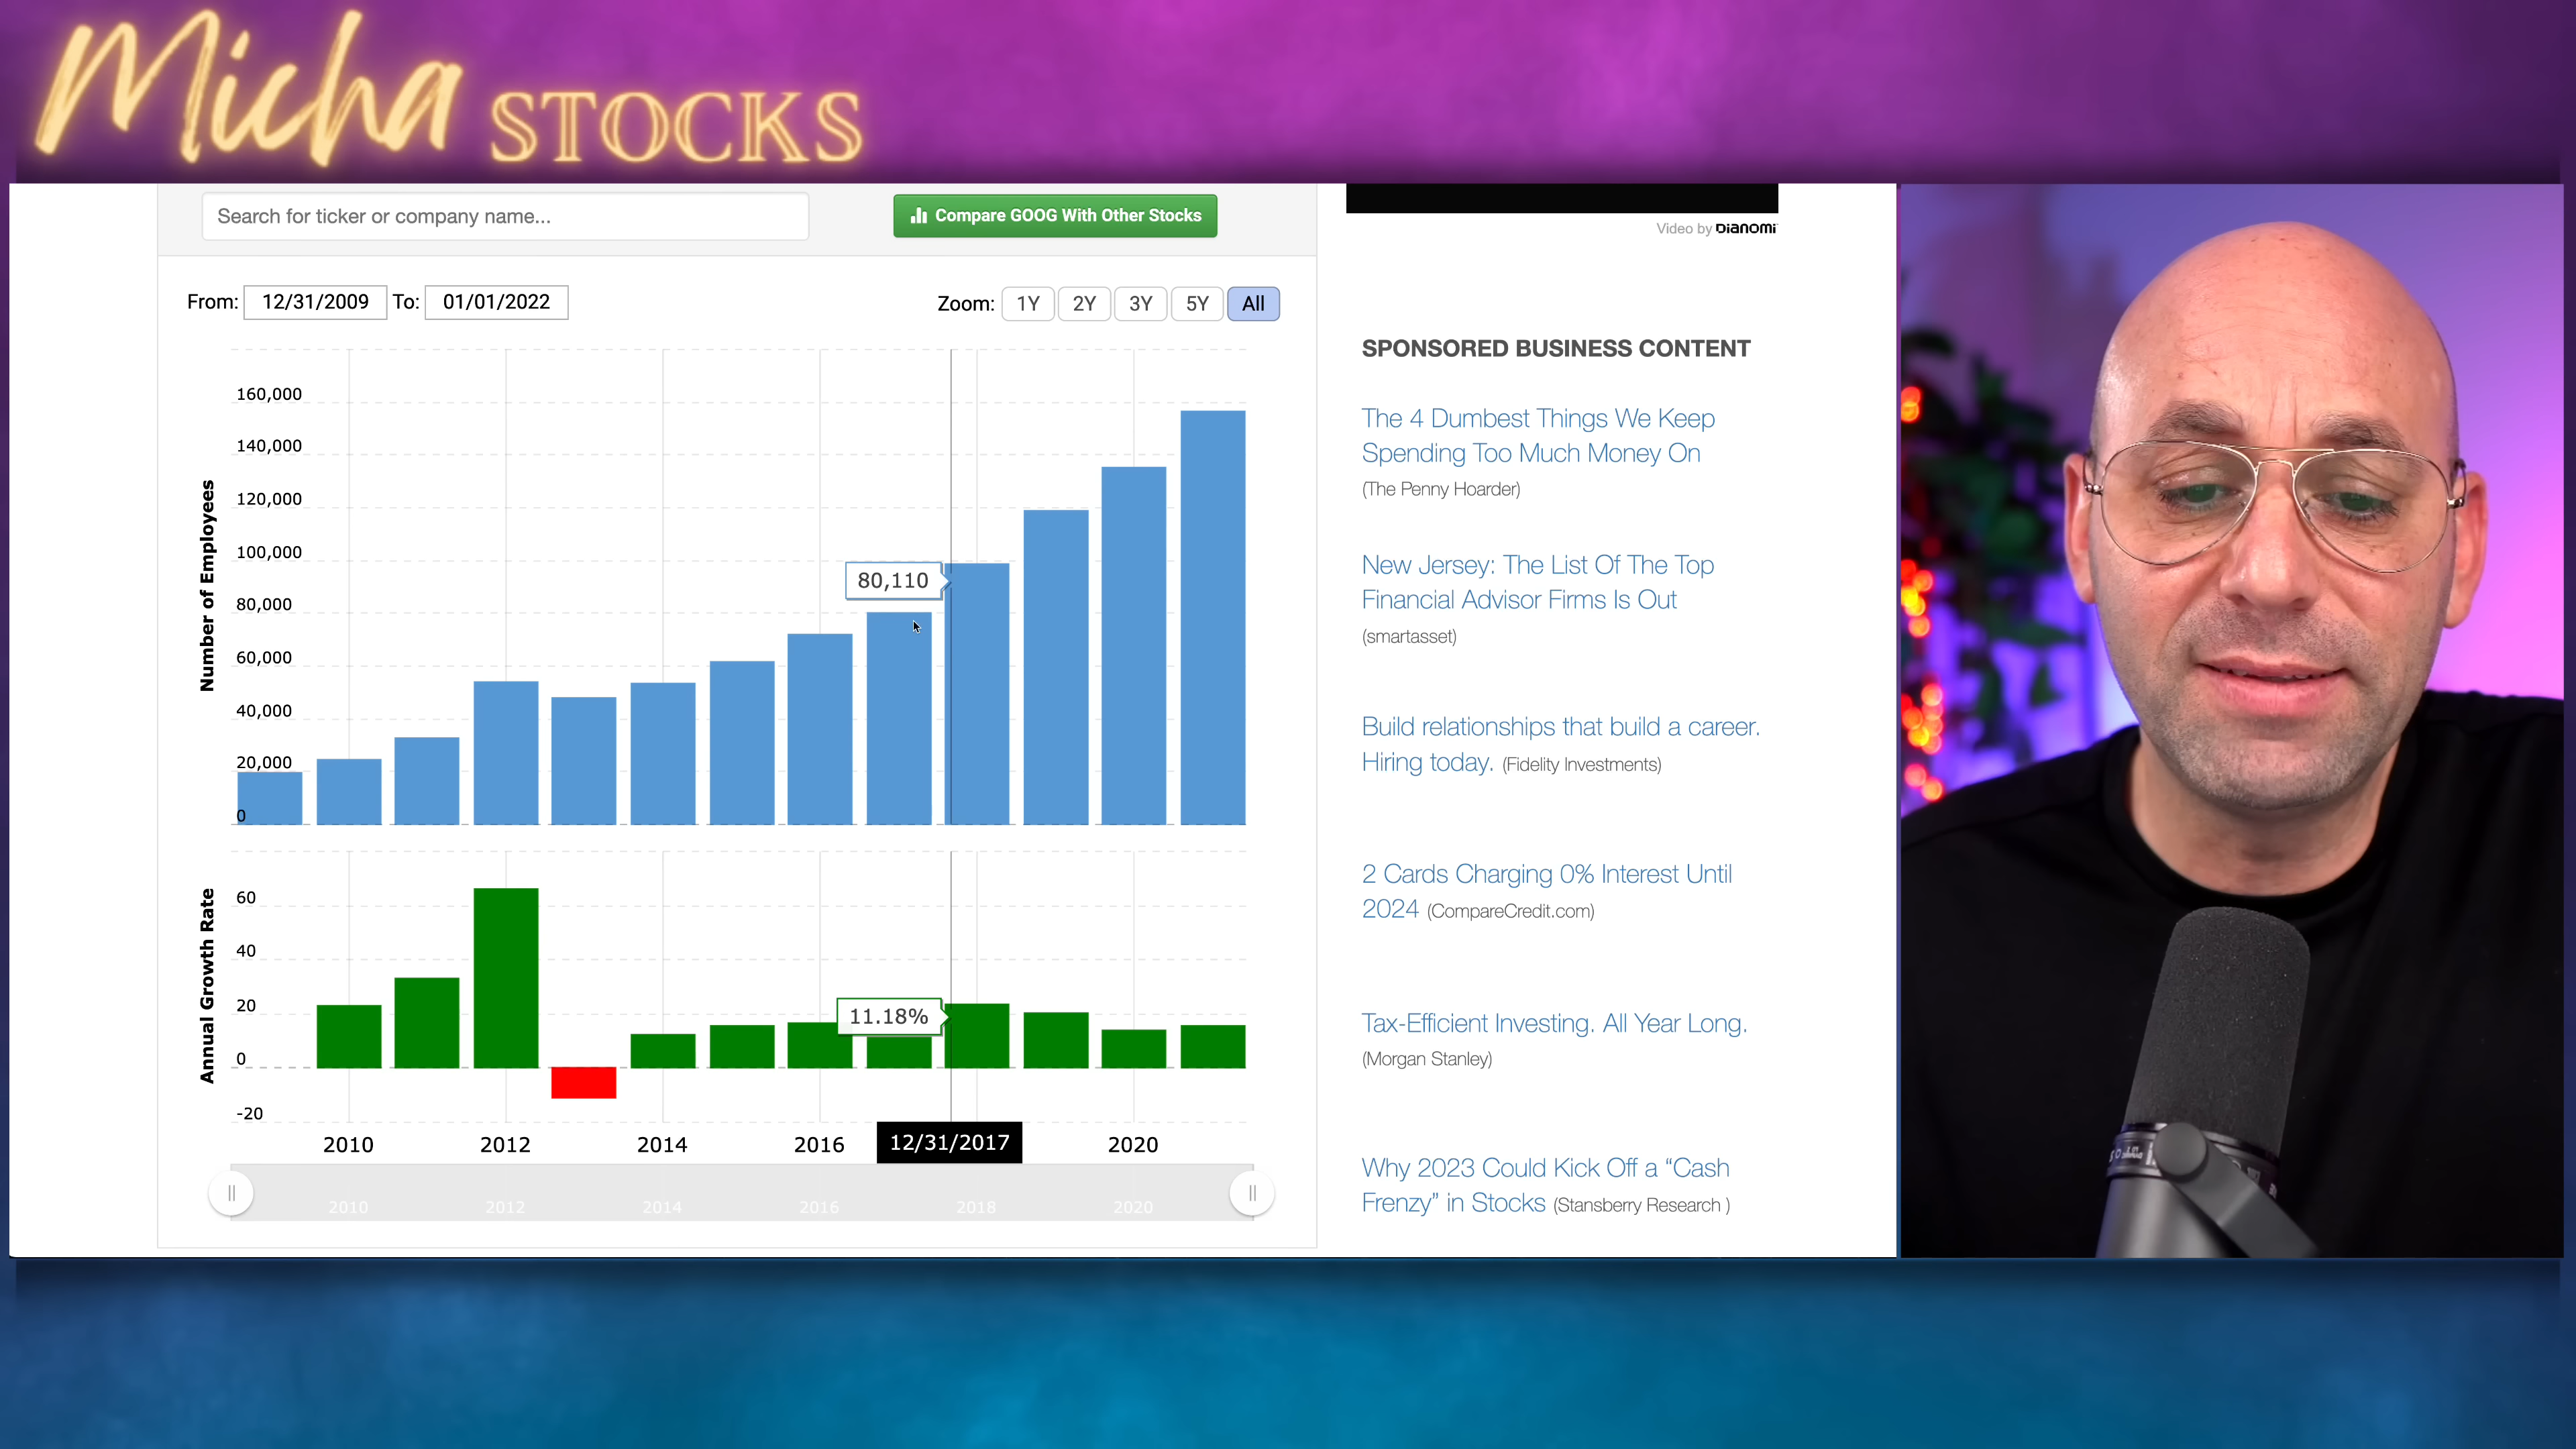 Micha STOCKS
Search for ticker or company name...
Compare GOOG With Other Stocks
Video by Dianomi
From: 12/31/2009 To: 01/01/2022
Zoom: 1Y 2Y 3Y 5Y All
Number of Employees
160,000
140,000
120,000
100,000
80,000
60,000
40,000
20,000
0
80,110
Annual Growth Rate
60
40
20
0
-20
11.18%
2010 2012 2014 2016 12/31/2017 2020
2010 2012 2014 2016 2018 2020
SPONSORED BUSINESS CONTENT
The 4 Dumbest Things We Keep
Spending Too Much Money On
(The Penny Hoarder)
New Jersey: The List Of The Top
Financial Advisor Firms Is Out
(smartasset)
Build relationships that build a career.
Hiring today. (Fidelity Investments)
2 Cards Charging 0% Interest Until
2024 (CompareCredit.com)
Tax-Efficient Investing. All Year Long.
(Morgan Stanley)
Why 2023 Could Kick Off a “Cash
Frenzy” in Stocks (Stansberry Research )